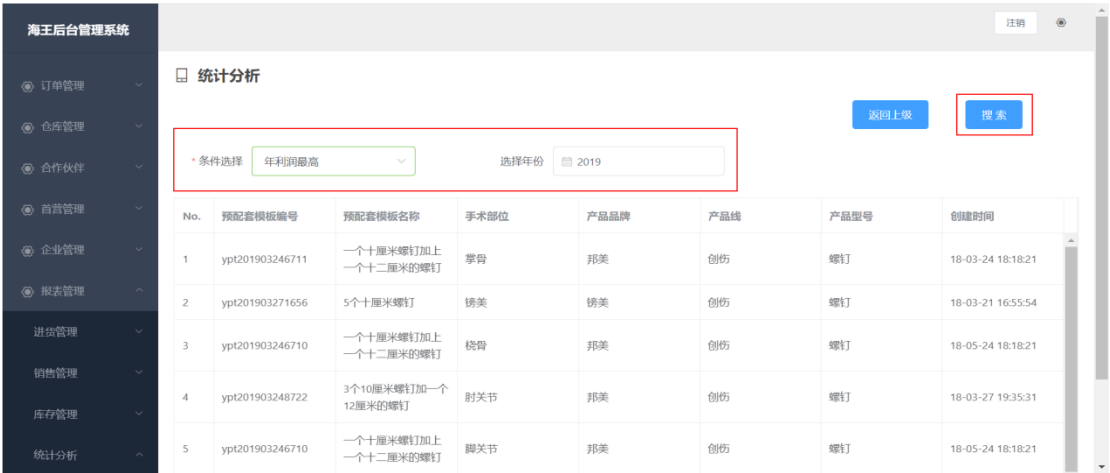 海王后台管理系统
注销
订单管理
仓库管理
合作伙伴
首营管理
企业管理
报表管理
进货管理
销售管理
库存管理
统计分析
统计分析
返回上级
搜 索
* 条件选择 年利润最高 选择年份 2019
No. 预配套模板编号 预配套模板名称 手术部位 产品品牌 产品线 产品型号 创建时间
1 ypt201903246711 一个十厘米螺钉加上 掌骨 邦美 创伤 螺钉 18-03-24 18:18:21
一个十二厘米的螺钉
2 ypt201903271656 5个十厘米螺钉 镑美 镑美 创伤 螺钉 18-03-21 16:55:54
3 ypt201903246710 一个十厘米螺钉加上 桡骨 邦美 创伤 螺钉 18-05-24 18:18:21
一个十二厘米的螺钉
4 ypt201903248722 3个10厘米螺钉加一个 肘关节 邦美 创伤 螺钉 18-03-27 19:35:31
12厘米的螺钉
5 ypt201903246710 一个十厘米螺钉加上 脚关节 邦美 创伤 螺钉 18-05-24 18:18:21
一个十二厘米的螺钉